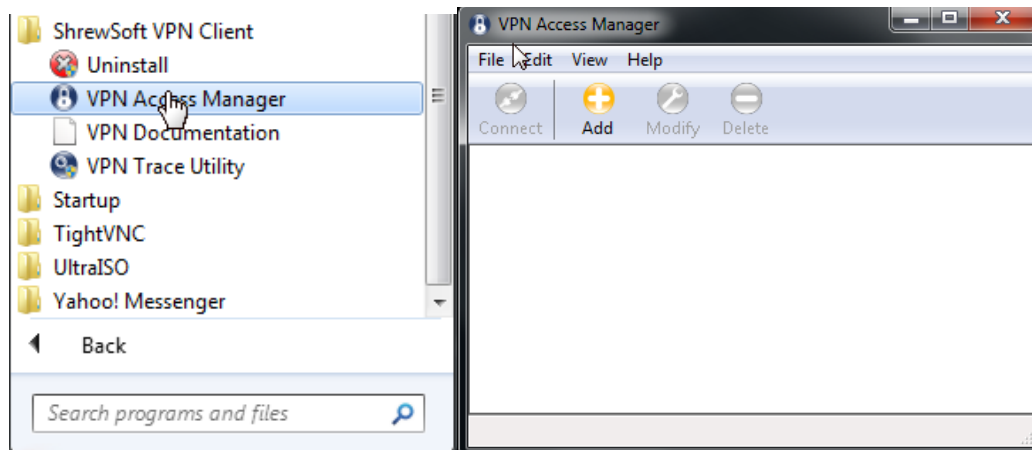 ShrewSoft VPN Client
Uninstall
VPN Access Manager
VPN Documentation
VPN Trace Utility
Startup
TightVNC
UltraISO
Yahoo! Messenger
Back
Search programs and files
VPN Access Manager
File Edit View Help
Connect Add Modify Delete